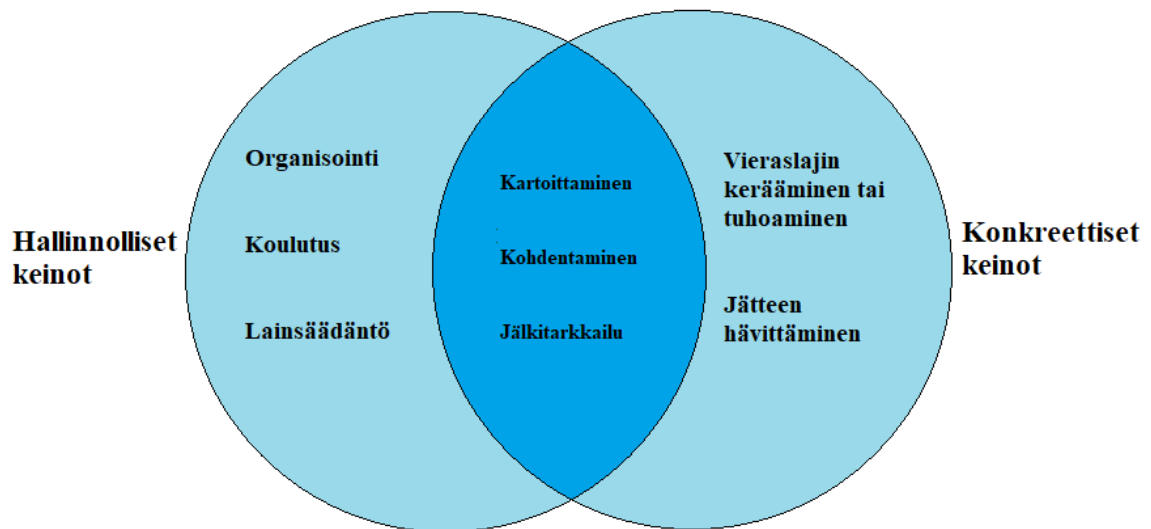 Hallinnolliset
keinot
Organisointi
Koulutus
Lainsäädäntö
Kartoittaminen
Kohdentaminen
Jälkitarkkailu
Vieraslajin
kerääminen tai
tuhoaminen
Jätteen
hävittäminen
Konkreettiset
keinot